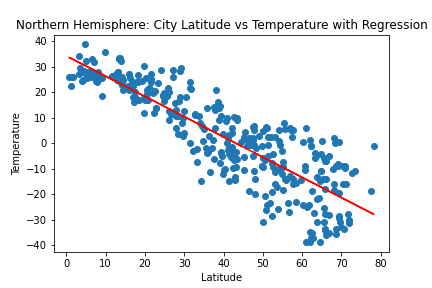 Northern Hemisphere: City Latitude vs Temperature with Regression
40
30
20
10
0
−10
−20
−30
−40
Temperature
0 10 20 30 40 50 60 70 80
Latitude